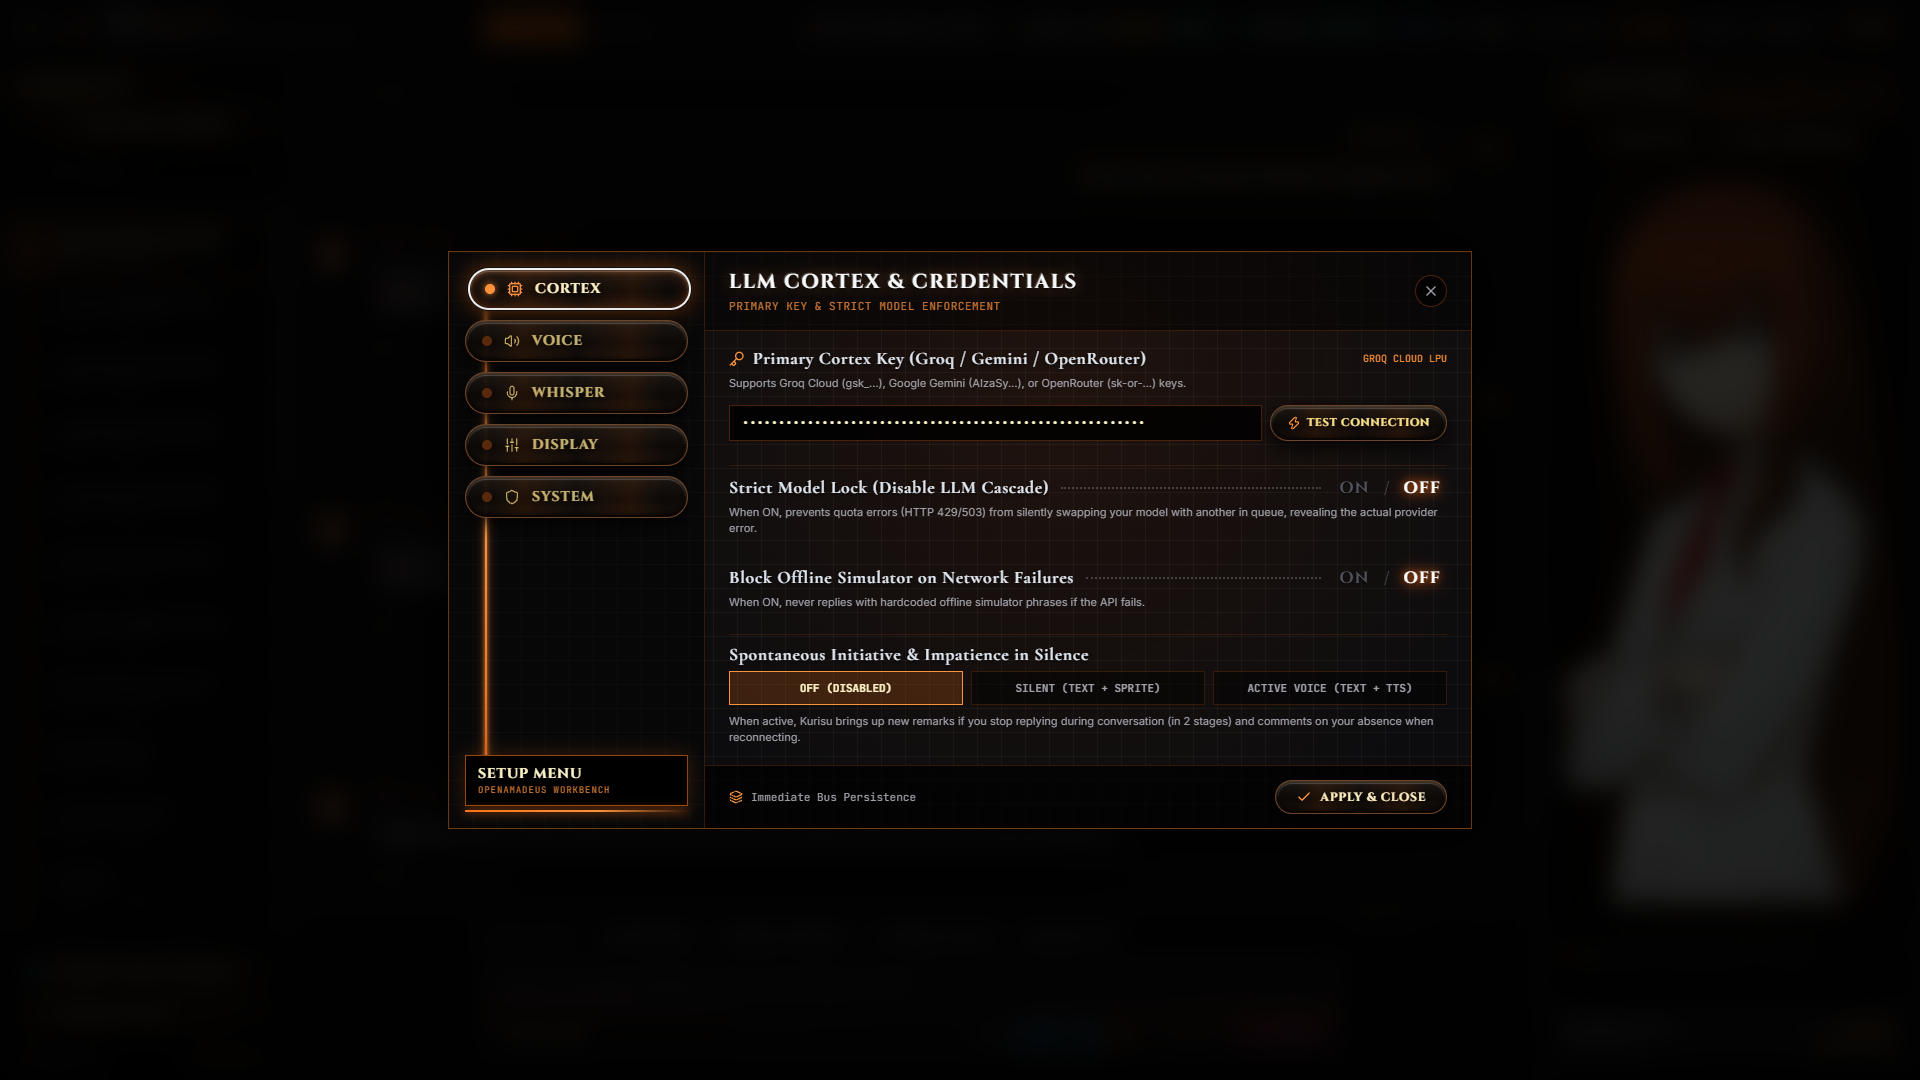 CORTEX
VOICE
WHISPER
DISPLAY
SYSTEM
SETUP MENU
OPENAMADEUS WORKBENCH
LLM CORTEX & CREDENTIALS
PRIMARY KEY & STRICT MODEL ENFORCEMENT
Primary Cortex Key (Groq / Gemini / OpenRouter)
GROQ CLOUD LPU
Supports Groq Cloud (gsk_...), Google Gemini (AIzaSy...), or OpenRouter (sk-or-...) keys.
TEST CONNECTION
Strict Model Lock (Disable LLM Cascade)
ON / OFF
When ON, prevents quota errors (HTTP 429/503) from silently swapping your model with another in queue, revealing the actual provider
error.
Block Offline Simulator on Network Failures
ON / OFF
When ON, never replies with hardcoded offline simulator phrases if the API fails.
Spontaneous Initiative & Impatience in Silence
OFF (DISABLED)
SILENT (TEXT + SPRITE)
ACTIVE VOICE (TEXT + TTS)
When active, Kurisu brings up new remarks if you stop replying during conversation (in 2 stages) and comments on your absence when
reconnecting.
Immediate Bus Persistence
APPLY & CLOSE